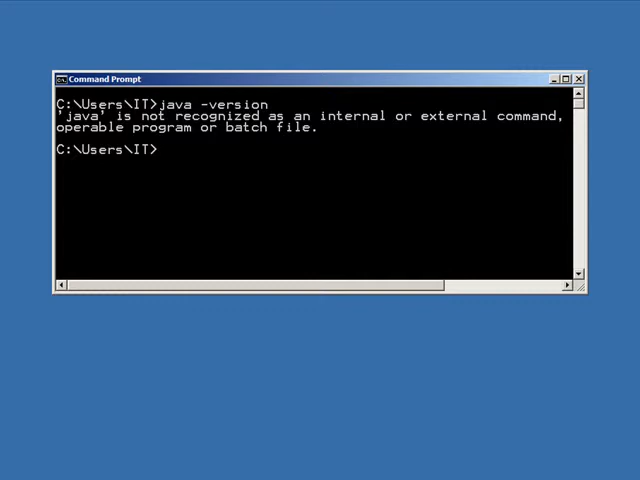 Command Prompt
C:\Users\IT>java -version
'java' is not recognized as an internal or external command,
operable program or batch file.
C:\Users\IT>